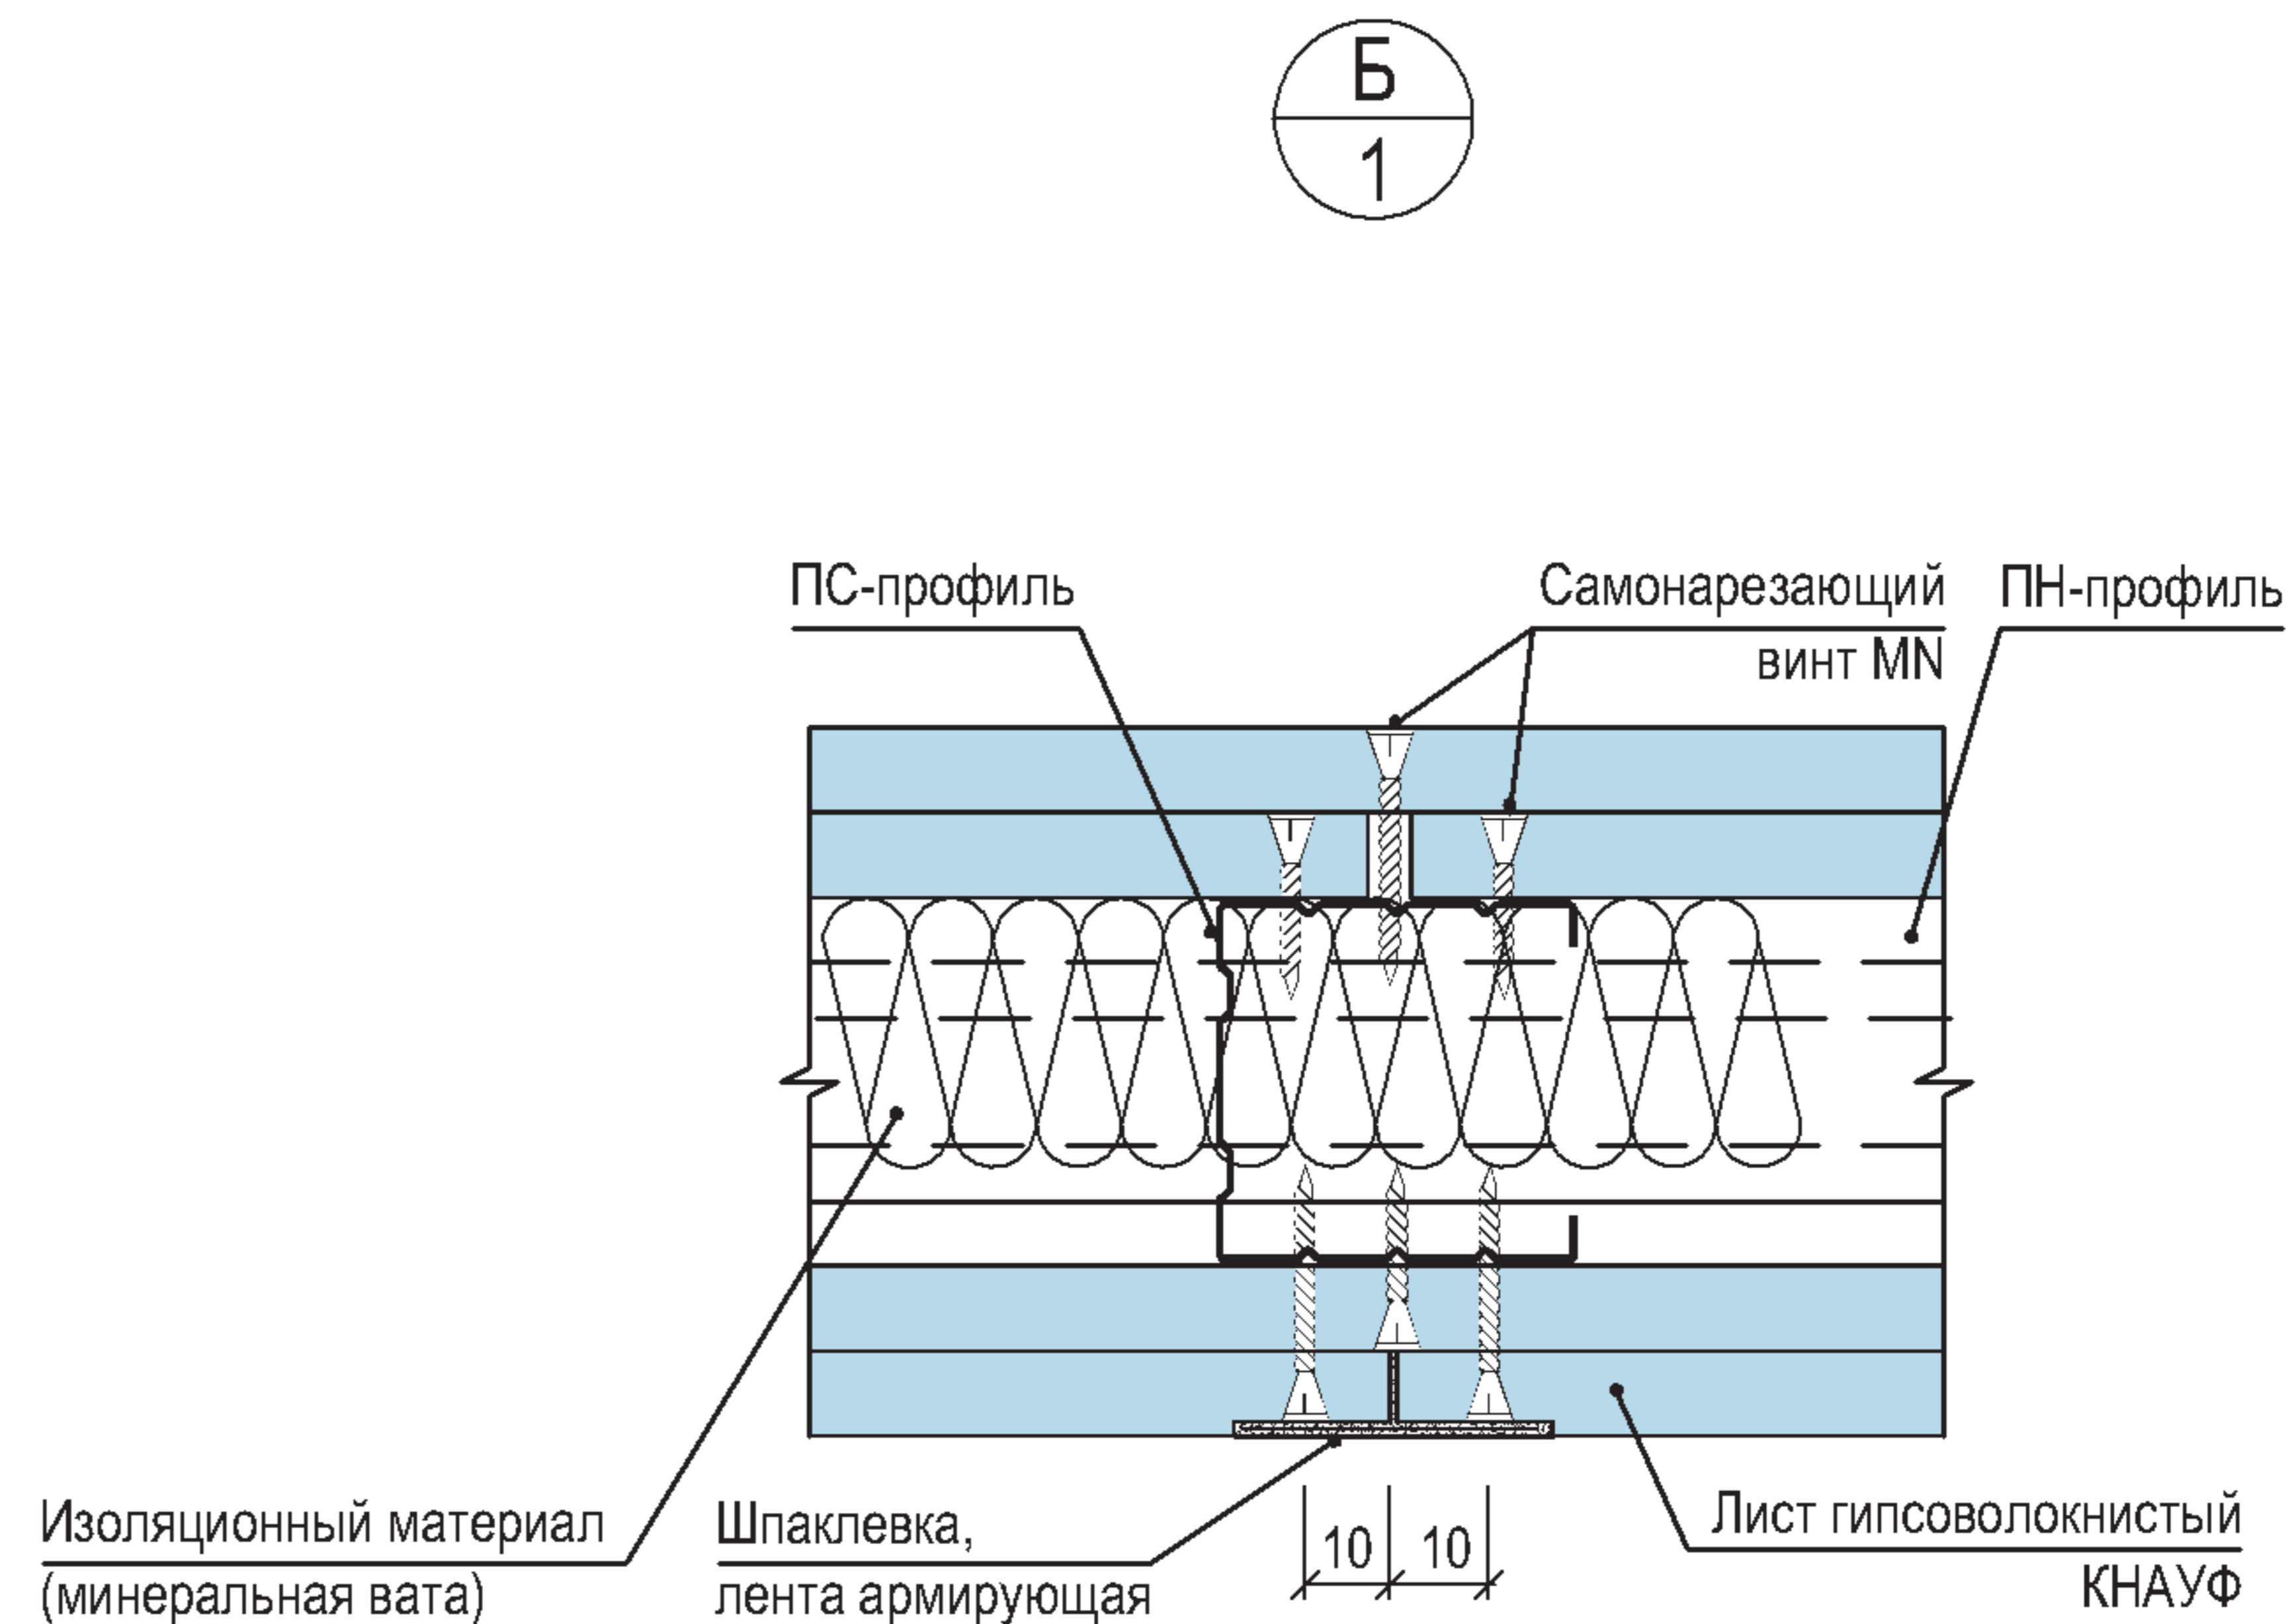 Б
1
ПС-профиль
Самонарезающий
винт MN
ПН-профиль
Изоляционный материал
(минеральная вата)
Шпаклевка,
лента армирующая
10 10
Лист гипсоволокнистый
КНАУФ